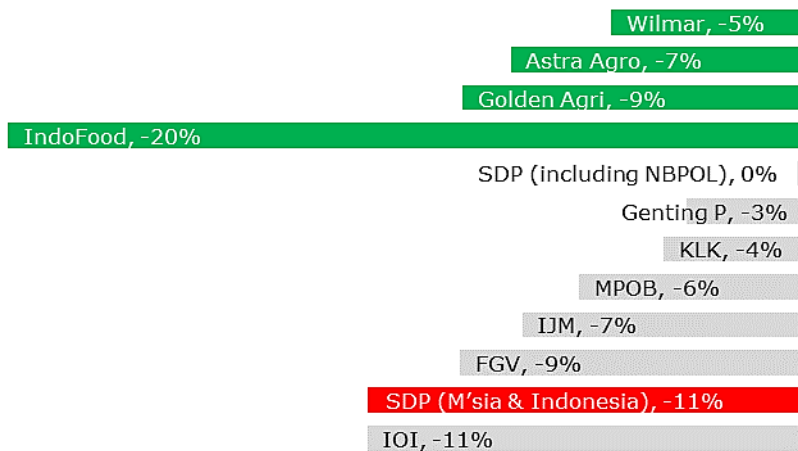 Wilmar, -5%
Astra Agro, -7%
Golden Agri, -9%
IndoFood, -20%
SDP (including NBPOL), 0%
Genting P, -3%
KLK, -4%
MPOB, -6%
IJM, -7%
FGV, -9%
SDP (M'sia & Indonesia), -11%
IOI, -11%